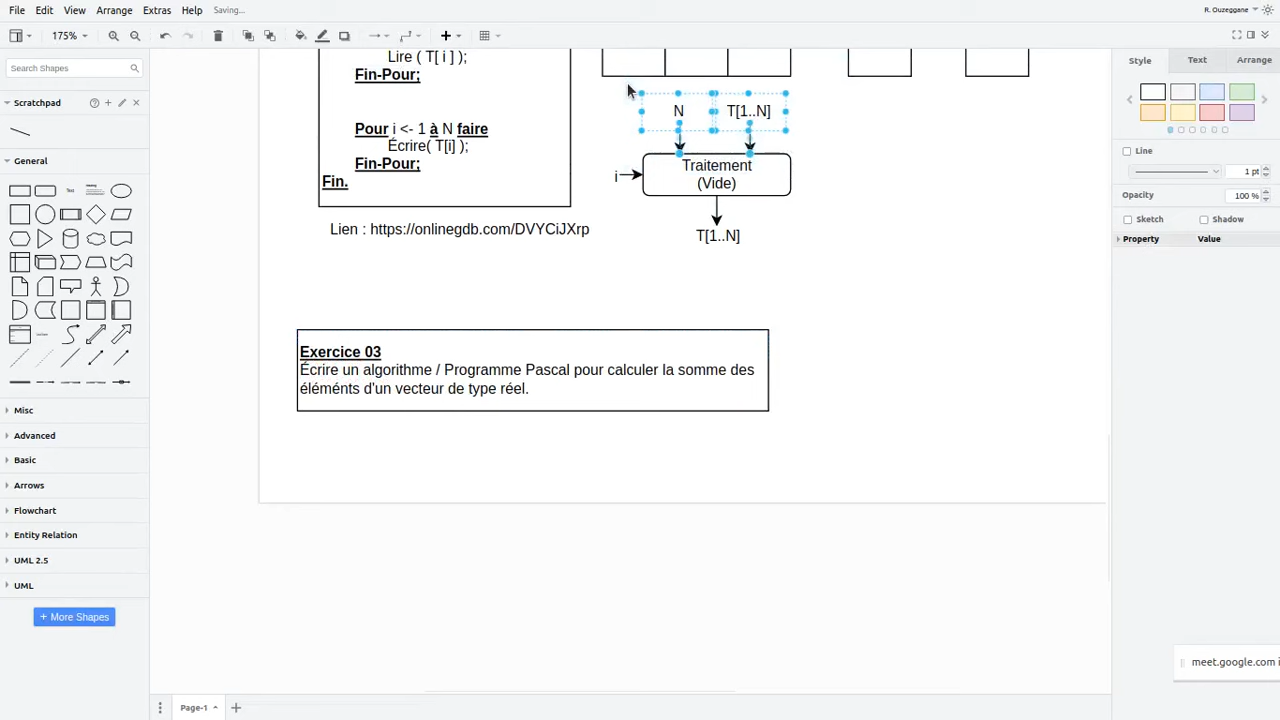 File Edit View Arrange Extras Help Saving... R. Ouzeggane
175%
Search Shapes
Scratchpad
General
Text
Misc
Advanced
Basic
Arrows
Flowchart
Entity Relation
UML 2.5
UML
+ More Shapes
Lire ( T[ i ] );
Fin-Pour;
Pour i <- 1 à N faire
Écrire( T[i] );
Fin-Pour;
Fin.
Lien : https://onlinegdb.com/DVYCiJXrp
N T[1..N]
i Traitement
(Vide)
T[1..N]
Exercice 03
Écrire un algorithme / Programme Pascal pour calculer la somme des
éléménts d'un vecteur de type réel.
Style Text Arrange
Line
1 pt
Opacity 100 %
Sketch Shadow
Property Value
meet.google.com i
Page-1